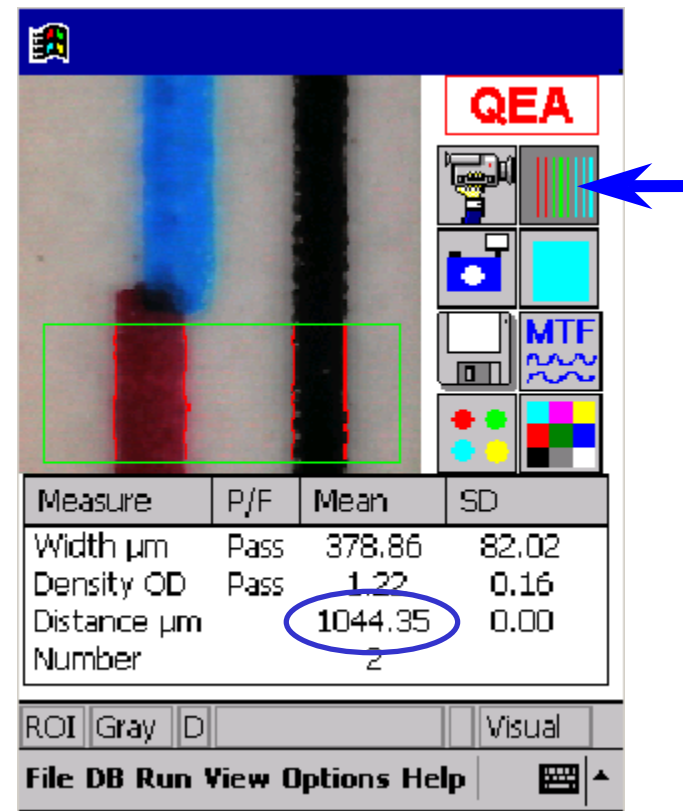 QEA
MTF
Measure P/F Mean SD
Width µm Pass 378.86 82.02
Density OD Pass 1.22 0.16
Distance µm 1044.35 0.00
Number 2
ROI Gray D Visual
File DB Run View Options Help